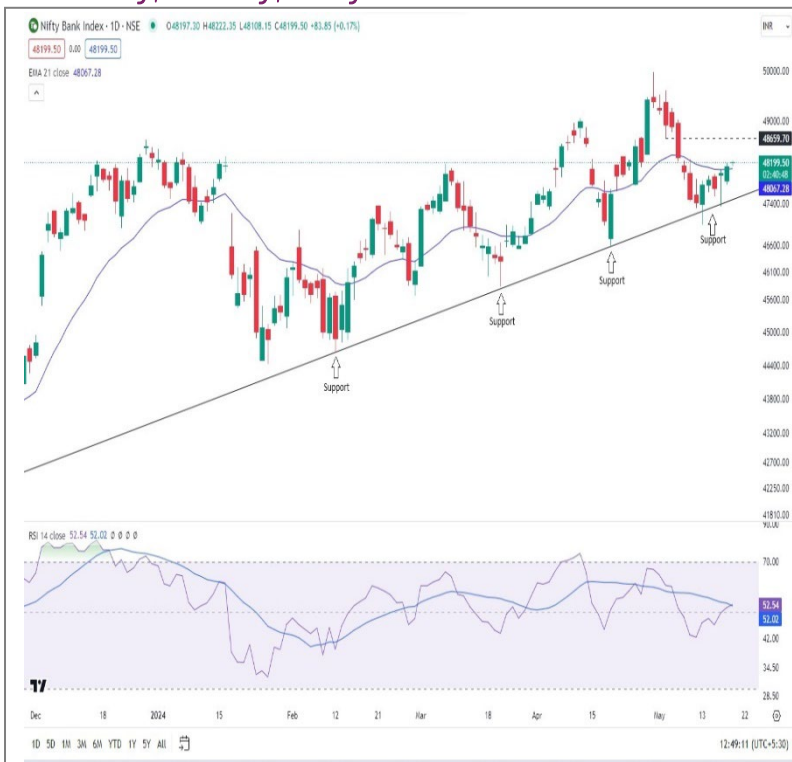 Nifty Bank Index · 1D · NSE O48197.30 H48222.35 L48108.15 C48199.50 +83.85 (+0.17%)
INR
48199.50 0.00 48199.50
EMA 21 close 48067.28
50000.00
49000.00
48659.70
48199.50
02:40:48
48067.28
47400.00
46600.00
46100.00
45600.00
45000.00
44400.00
43800.00
43200.00
42700.00
42250.00
41810.00
Support
Support
Support
Support
RSI 14 close 52.54 52.02 Ø Ø Ø Ø
90.00
70.00
52.54
52.02
42.00
34.50
28.50
Dec 18 2024 15 Feb 12 21 Mar 18 Apr 15 May 13 22
1D 5D 1M 3M 6M YTD 1Y 5Y All
12:49:11 (UTC+5:30)